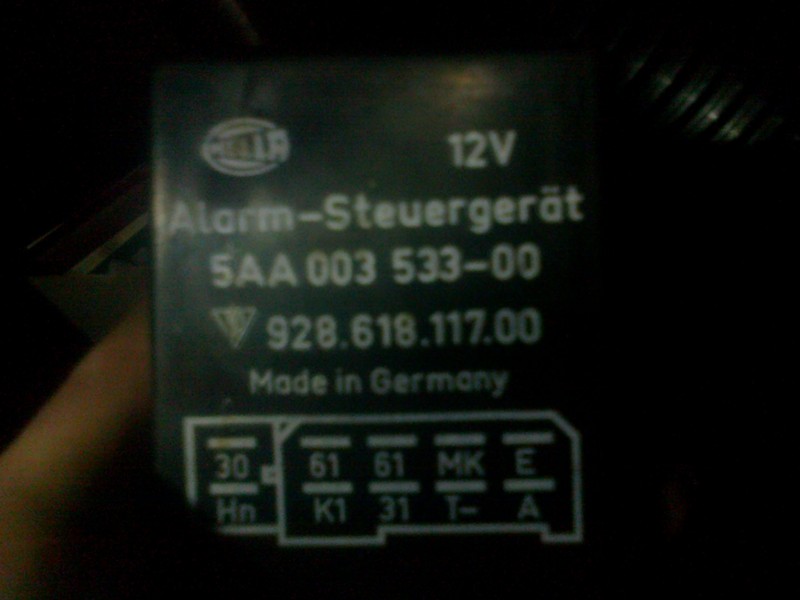 HELLA
12V
Alarm-Steuergerät
5AA 003 533-00
928.618.117.00
Made in Germany
30 61 61 MK E
Hn K1 31 T- A